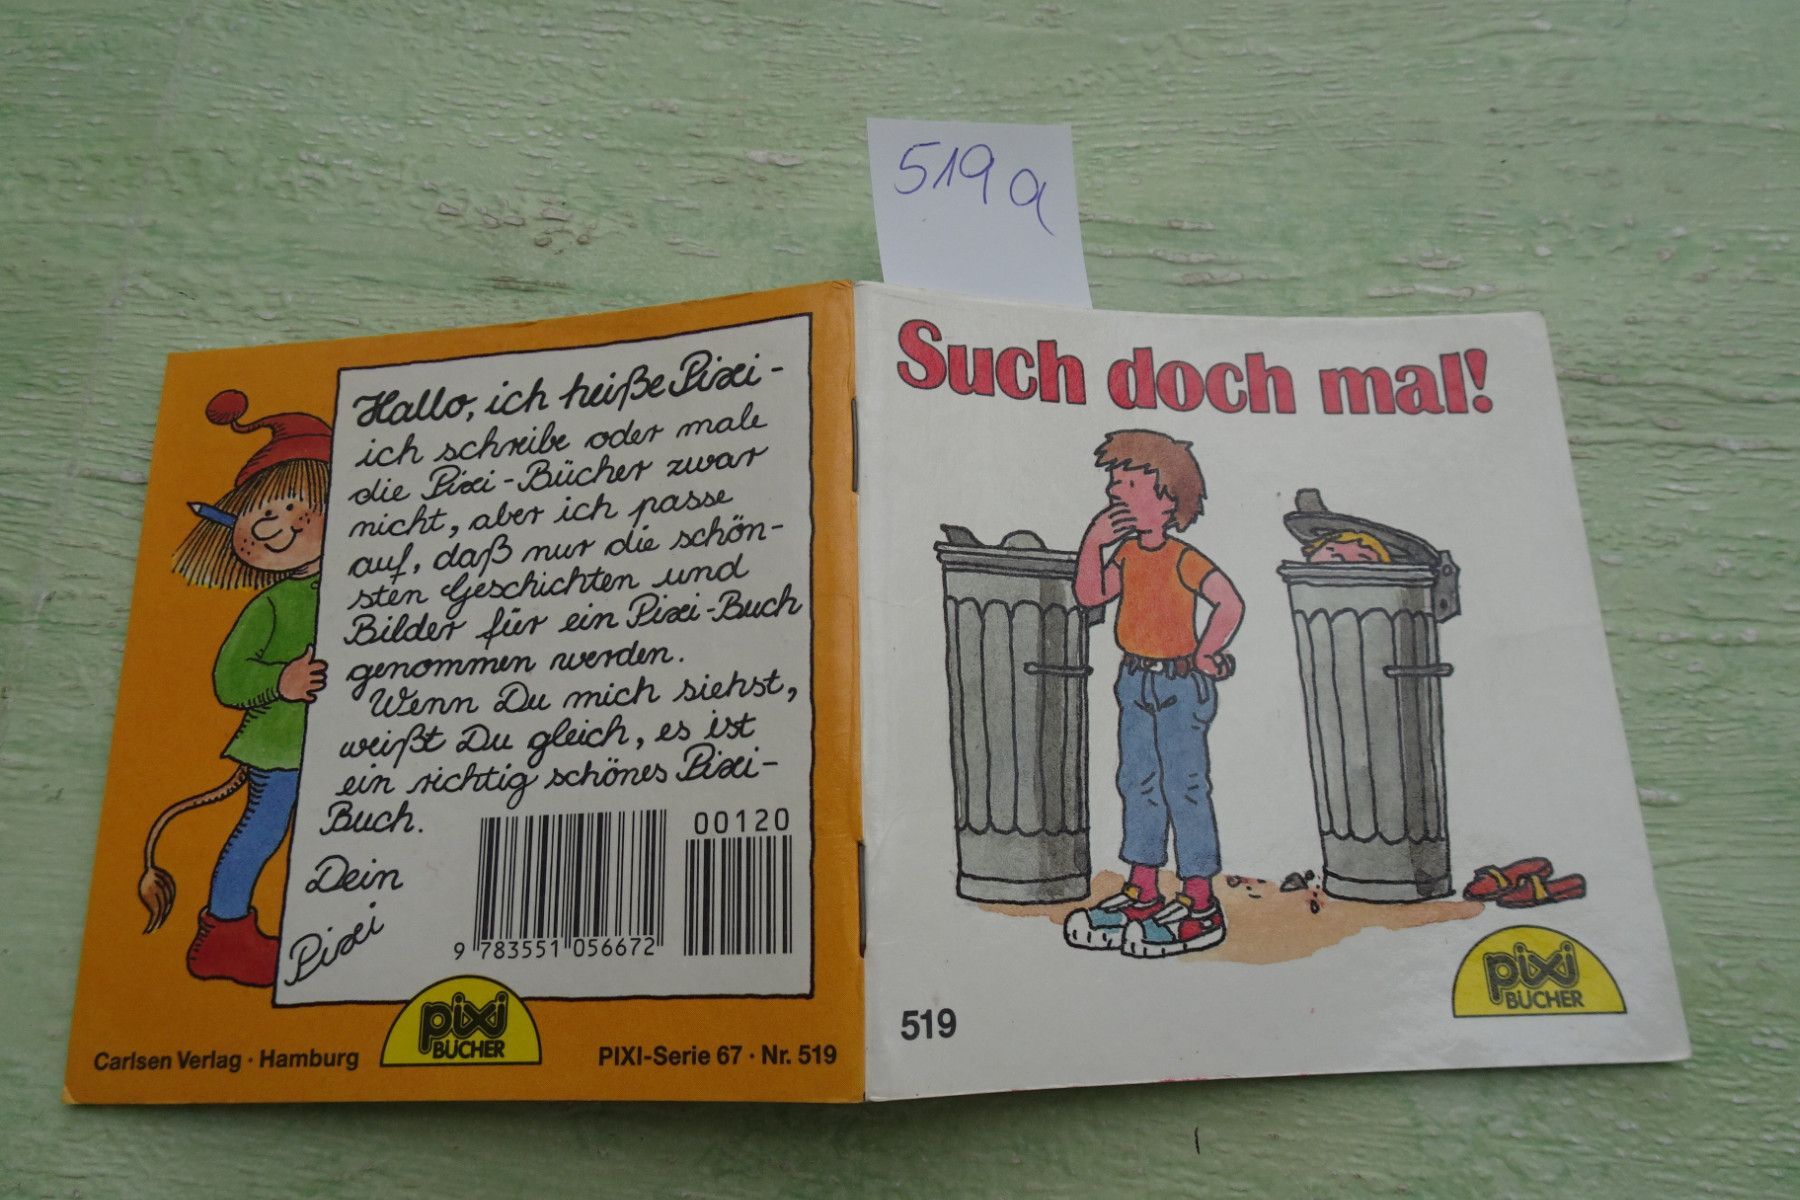 519 a
Hallo, ich heiße Pixi -
ich schreibe oder male
die Pixi-Bücher zwar
nicht, aber ich passe
auf, daß nur die schön-
sten Geschichten und
Bilder für ein Pixi-Buch
genommen werden.
Wenn Du mich siehst,
weißt Du gleich, es ist
ein richtig schönes Pixi-
Buch.
Dein
Pixi
00120
9 783551 056672
pixi
BÜCHER
Carlsen Verlag · Hamburg
PIXI-Serie 67 · Nr. 519
Such doch mal!
519
pixi
BÜCHER